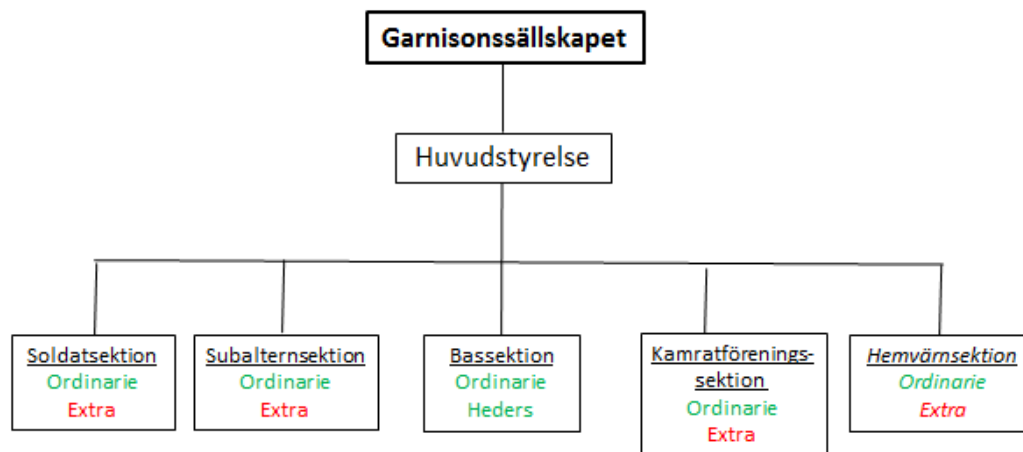 Garnisonssällskapet
Huvudstyrelse
Soldatsektion
Ordinarie
Extra
Subalternsektion
Ordinarie
Extra
Bassektion
Ordinarie
Heders
Kamratförenings-
sektion
Ordinarie
Extra
Hemvärnsektion
Ordinarie
Extra